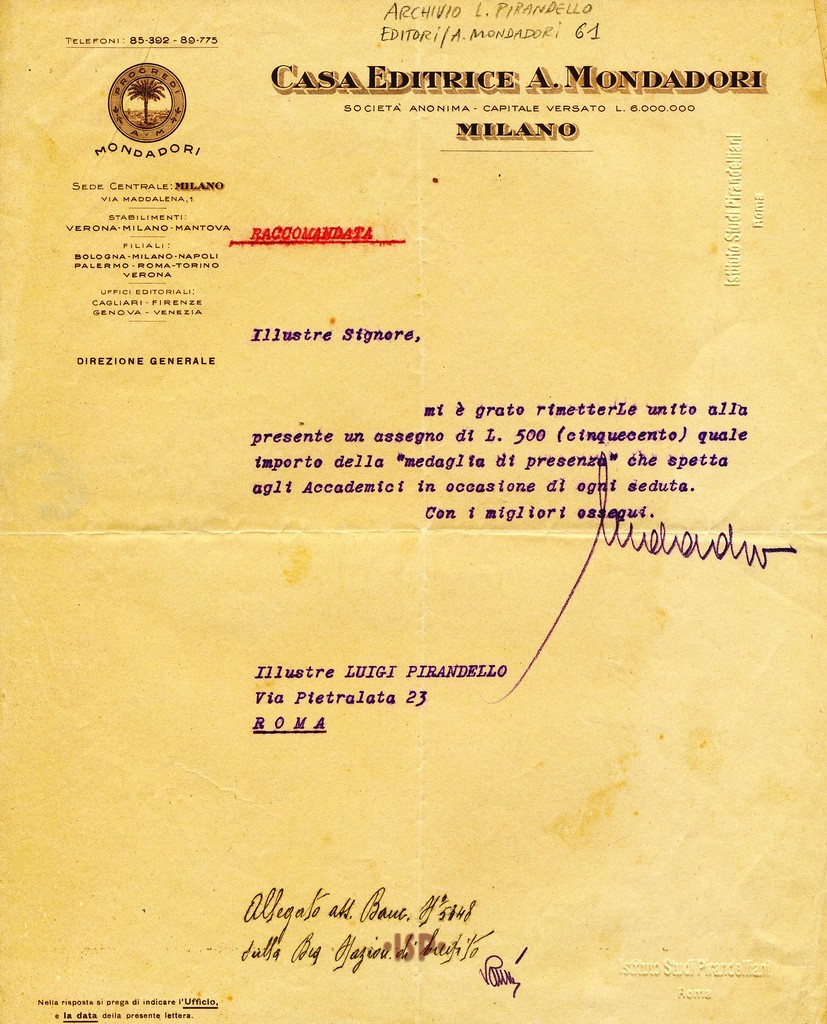 ARCHIVIO L. PIRANDELLO
EDITORI/A. MONDADORI 61
TELEFONI: 85-392 - 89-775
PROGREDI
A·M
MONDADORI
CASA EDITRICE A. MONDADORI
SOCIETÀ ANONIMA - CAPITALE VERSATO L. 6.000.000
MILANO
SEDE CENTRALE: MILANO
VIA MADDALENA, 1
STABILIMENTI:
VERONA-MILANO-MANTOVA
FILIALI:
BOLOGNA-MILANO-NAPOLI
PALERMO-ROMA-TORINO
VERONA
UFFICI EDITORIALI:
CAGLIARI-FIRENZE
GENOVA-VENEZIA
DIREZIONE GENERALE
Istituto Studi Pirandelliani
Roma
RACCOMANDATA
Illustre Signore,
mi è grato rimetterLe unito alla
presente un assegno di L. 500 (cinquecento) quale
importo della "medaglia di presenza" che spetta
agli Accademici in occasione di ogni seduta.
Con i migliori ossequi.
Mondadori
Illustre LUIGI PIRANDELLO
Via Pietralata 23
R O M A
Allegato ass. Banc. N° 5848
sulla Bca Nazion. di Credito
·ISP·
Istituto Studi Pirandelliani
Roma
Nella risposta si prega di indicare l'Ufficio,
e la data della presente lettera.